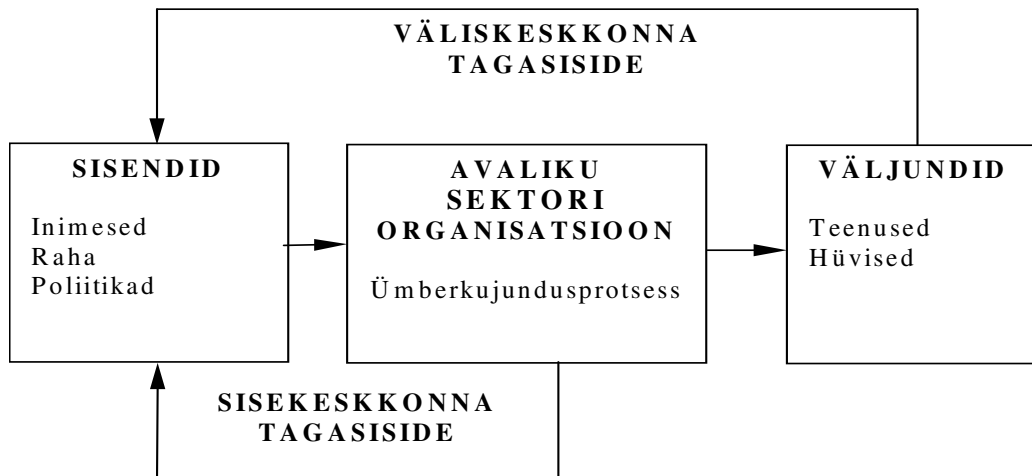 VÄLISKESKKONNA
TAGASISIDE
SISENDID
Inimesed
Raha
Poliitikad
AVALIKU
SEKTORI
ORGANISATSIOON
Ümberkujundusprotsess
VÄLJUNDID
Teenused
Hüvised
SISEKESKKONNA
TAGASISIDE